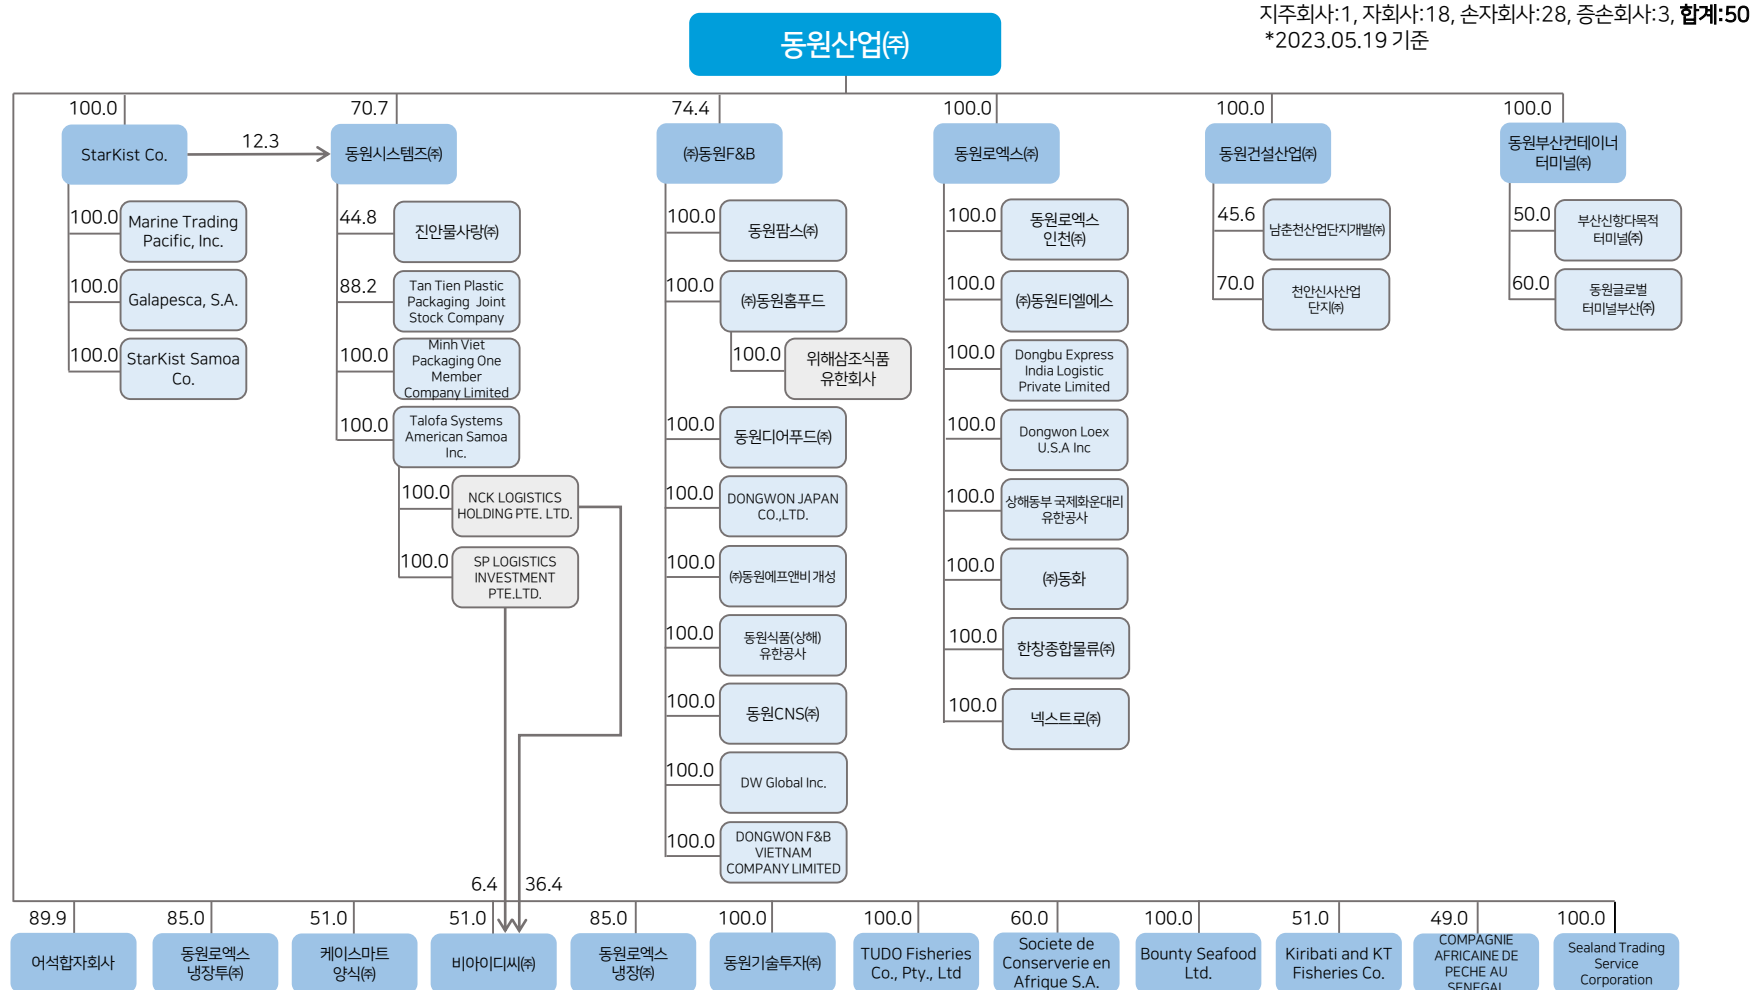 지주회사:1, 자회사:18, 손자회사:28, 증손회사:3, 합계:50
*2023.05.19 기준
동원산업㈜
100.0
StarKist Co.
12.3
70.7
동원시스템즈㈜
74.4
㈜동원F&B
100.0
동원로엑스㈜
100.0
동원건설산업㈜
100.0
동원부산컨테이너
터미널㈜
100.0
Marine Trading
Pacific, Inc.
100.0
Galapesca, S.A.
100.0
StarKist Samoa
Co.
44.8
진안물사랑㈜
88.2
Tan Tien Plastic
Packaging Joint
Stock Company
100.0
Minh Viet
Packaging One
Member
Company Limited
100.0
Talofa Systems
American Samoa
Inc.
100.0
NCK LOGISTICS
HOLDING PTE. LTD.
100.0
SP LOGISTICS
INVESTMENT
PTE.LTD.
100.0
동원팜스㈜
100.0
㈜동원홈푸드
100.0
위해삼조식품
유한회사
100.0
동원디어푸드㈜
100.0
DONGWON JAPAN
CO.,LTD.
100.0
㈜동원에프앤비 개성
100.0
동원식품(상해)
유한공사
100.0
동원CNS㈜
100.0
DW Global Inc.
100.0
DONGWON F&B
VIETNAM
COMPANY LIMITED
100.0
동원로엑스
인천㈜
100.0
㈜동원티엘에스
100.0
Dongbu Express
India Logistic
Private Limited
100.0
Dongwon Loex
U.S.A Inc
100.0
상해동부 국제화운대리
유한공사
100.0
㈜동화
100.0
한창종합물류㈜
100.0
넥스트로㈜
45.6
남춘천산업단지개발㈜
70.0
천안신사산업
단지㈜
50.0
부산신항다목적
터미널㈜
60.0
동원글로벌
터미널부산㈜
6.4
36.4
89.9
어석합자회사
85.0
동원로엑스
냉장투㈜
51.0
케이스마트
양식㈜
51.0
비아이디씨㈜
85.0
동원로엑스
냉장㈜
100.0
동원기술투자㈜
100.0
TUDO Fisheries
Co., Pty., Ltd
60.0
Societe de
Conserverie en
Afrique S.A.
100.0
Bounty Seafood
Ltd.
51.0
Kiribati and KT
Fisheries Co.
49.0
COMPAGNIE
AFRICAINE DE
PECHE AU
SENEGAL
100.0
Sealand Trading
Service
Corporation